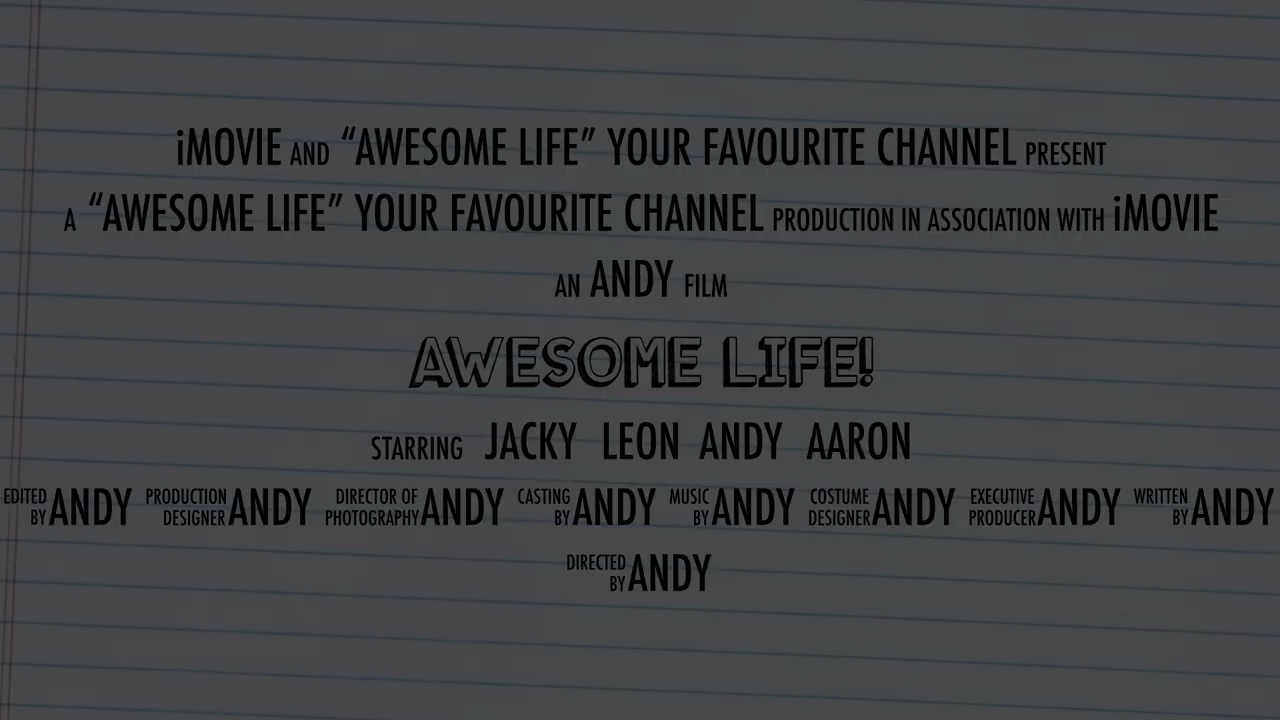 iMOVIE AND “AWESOME LIFE” YOUR FAVOURITE CHANNEL PRESENT
A “AWESOME LIFE” YOUR FAVOURITE CHANNEL PRODUCTION IN ASSOCIATION WITH iMOVIE
AN ANDY FILM
AWESOME LIFE!
STARRING JACKY LEON ANDY AARON
EDITED BY ANDY PRODUCTION DESIGNER ANDY DIRECTOR OF PHOTOGRAPHY ANDY CASTING BY ANDY MUSIC BY ANDY COSTUME DESIGNER ANDY EXECUTIVE PRODUCER ANDY WRITTEN BY ANDY
DIRECTED BY ANDY